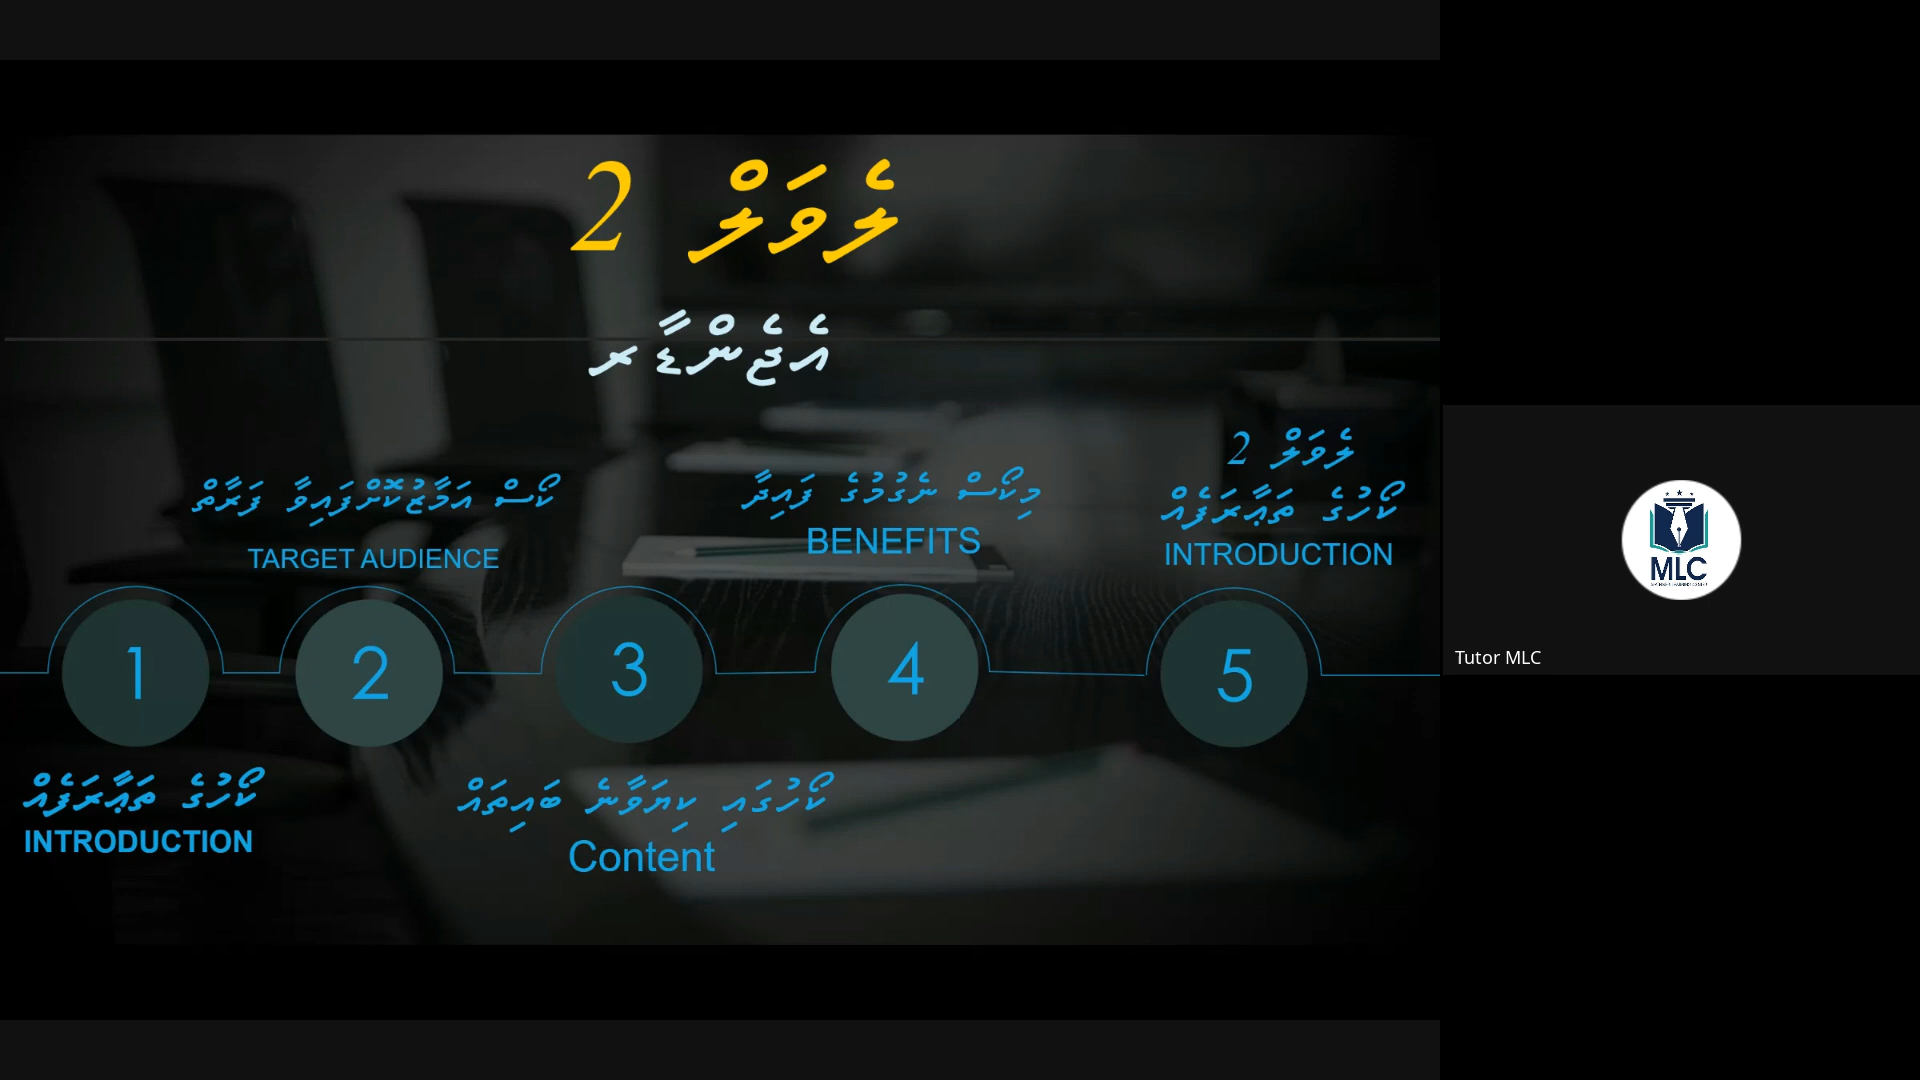 ލެވަލް 2
އެޖެންޑާރ
ލެވަލް 2
ކޯހުގެ ތަޢާރަފެއް
INTRODUCTION
މިކޯސް ނެގުމުގެ ފައިދާ
BENEFITS
ކޯސް އަމާޒުކޮށްފައިވާ ފަރާތް
TARGET AUDIENCE
1
2
3
4
5
ކޯހުގެ ތަޢާރަފެއް
INTRODUCTION
ކޯހުގައި ކިޔަވާނެ ބައިތައް
Content
MLC
Tutor MLC